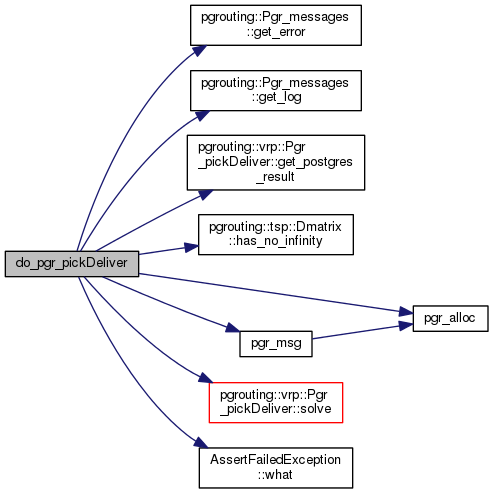 pgrouting::Pgr_messages
::get_error
pgrouting::Pgr_messages
::get_log
pgrouting::vrp::Pgr
_pickDeliver::get_postgres
_result
pgrouting::tsp::Dmatrix
::has_no_infinity
do_pgr_pickDeliver
pgr_alloc
pgr_msg
pgrouting::vrp::Pgr
_pickDeliver::solve
AssertFailedException
::what